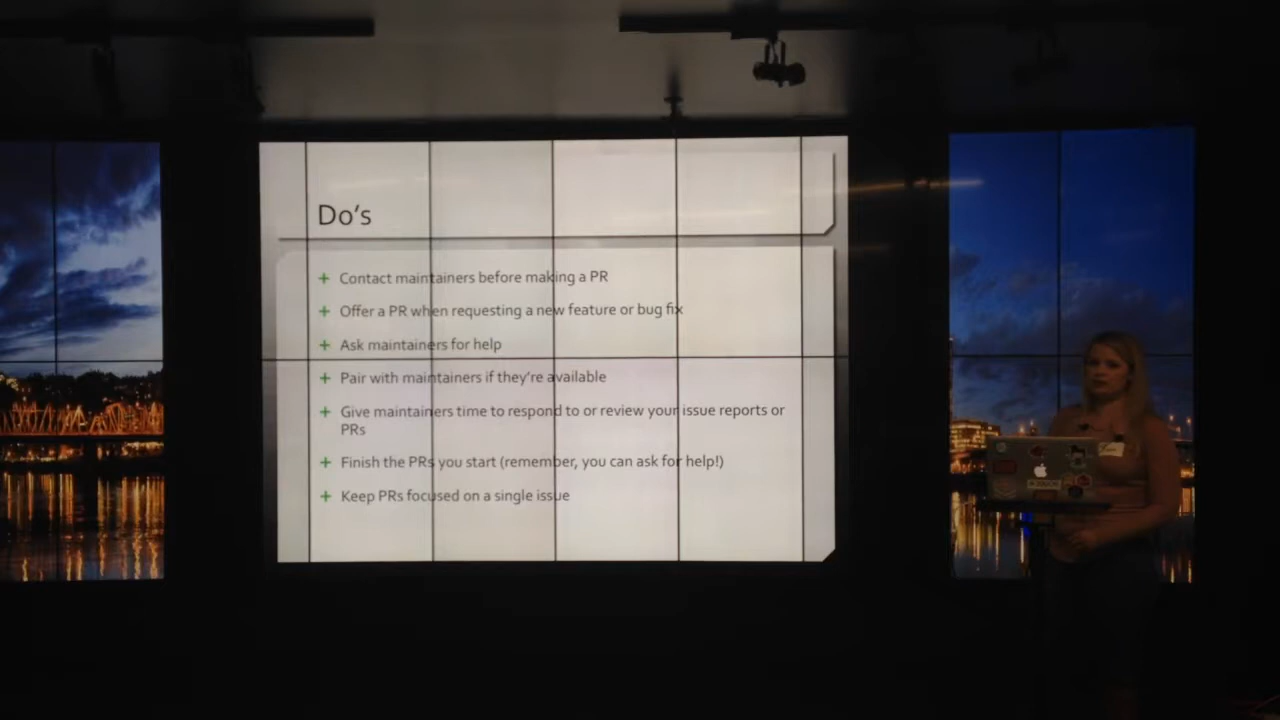 Do's
+ Contact maintainers before making a PR
+ Offer a PR when requesting a new feature or bug fix
+ Ask maintainers for help
+ Pair with maintainers if they're available
+ Give maintainers time to respond to or review your issue reports or
PRs
+ Finish the PRs you start (remember, you can ask for help!)
+ Keep PRs focused on a single issue